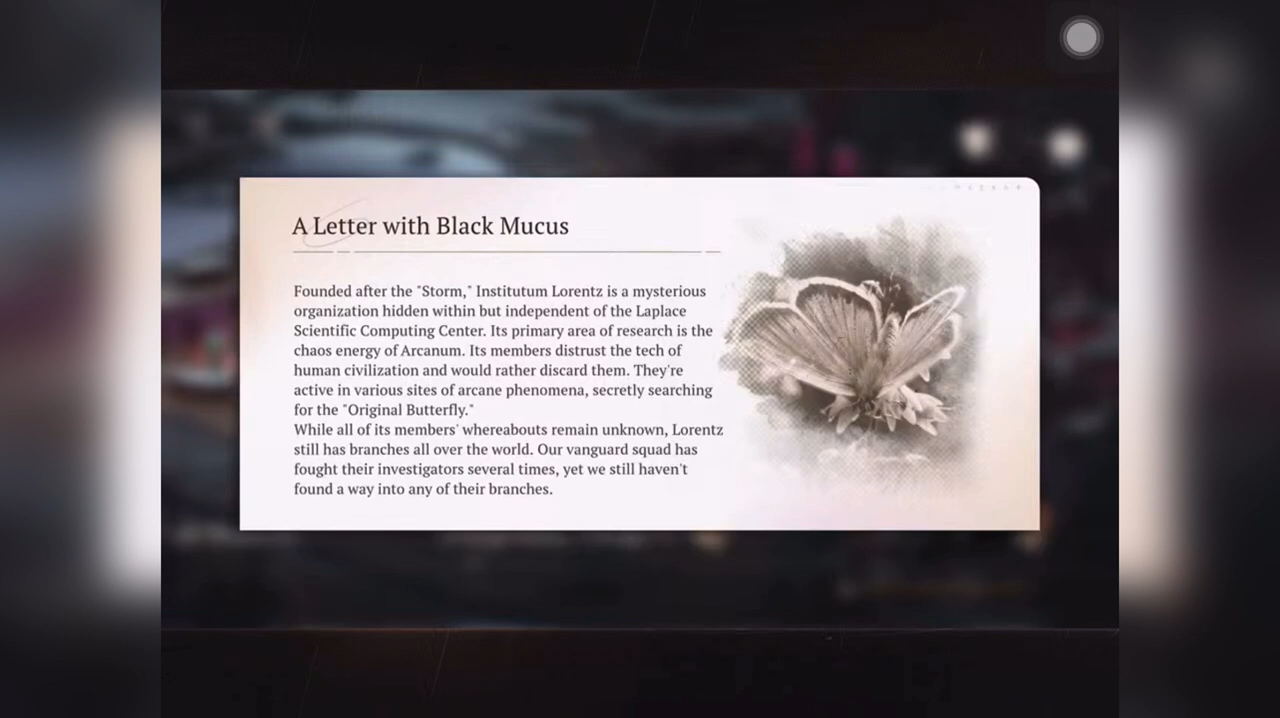 A Letter with Black Mucus
Founded after the "Storm," Institutum Lorentz is a mysterious
organization hidden within but independent of the Laplace
Scientific Computing Center. Its primary area of research is the
chaos energy of Arcanum. Its members distrust the tech of
human civilization and would rather discard them. They're
active in various sites of arcane phenomena, secretly searching
for the "Original Butterfly."
While all of its members' whereabouts remain unknown, Lorentz
still has branches all over the world. Our vanguard squad has
fought their investigators several times, yet we still haven't
found a way into any of their branches.